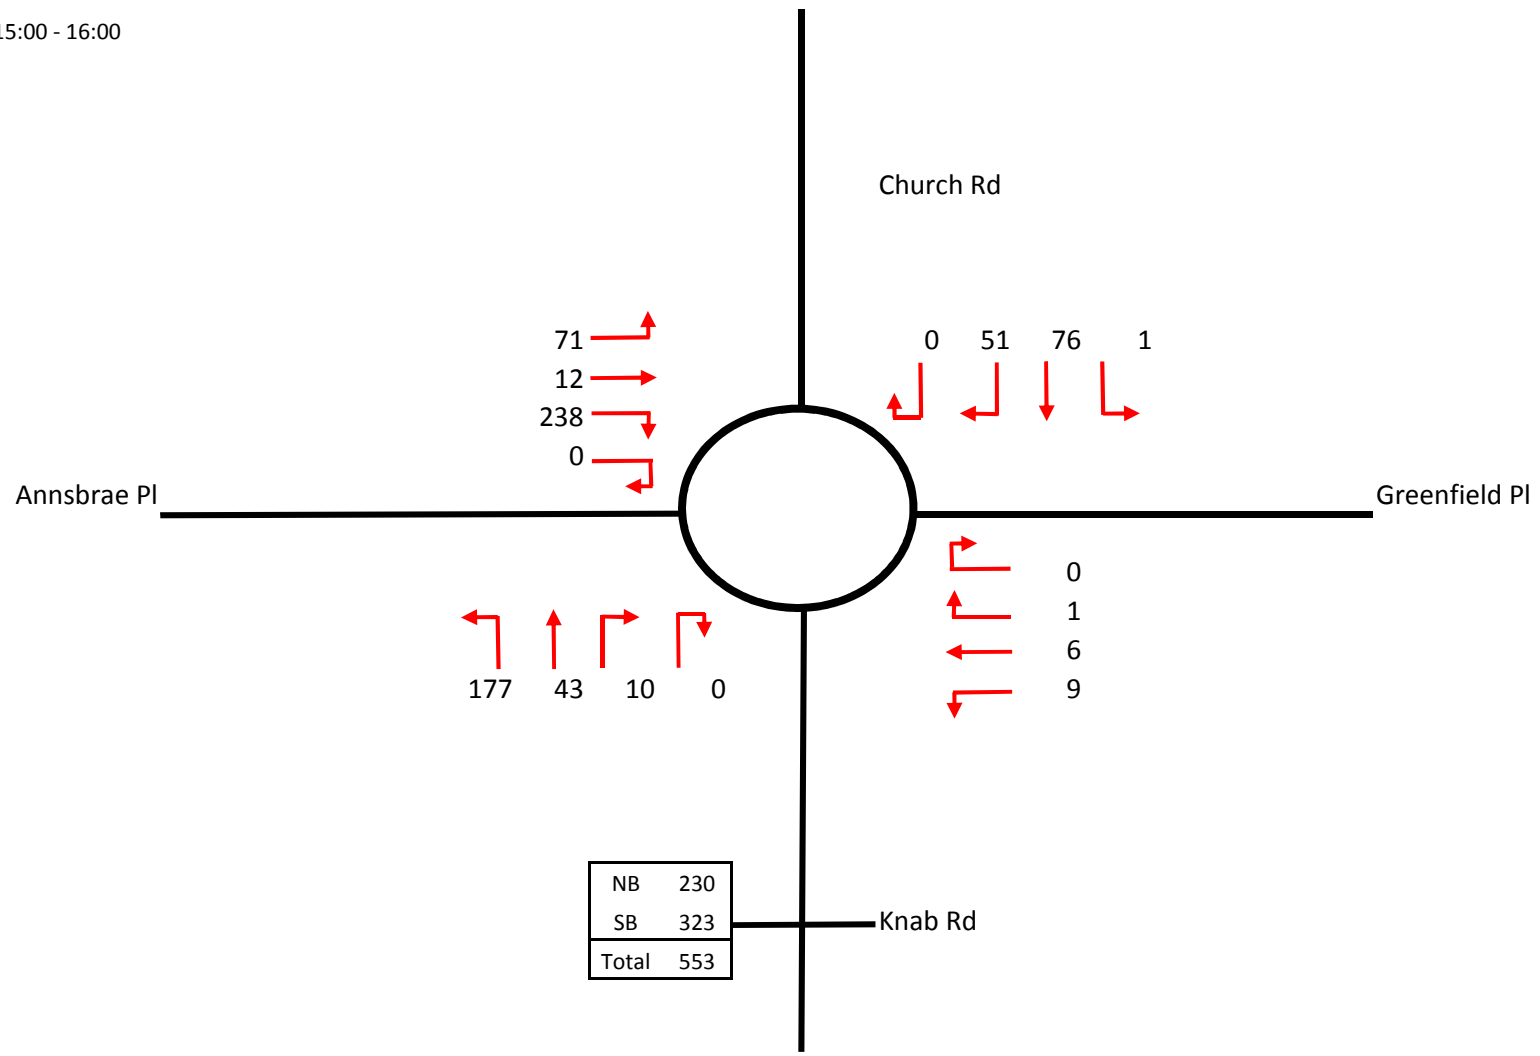 15:00 - 16:00
Church Rd
71
12
238
0
0 51 76 1
Annsbrae Pl
Greenfield Pl
0
1
6
9
177 43 10 0
NB 230
SB 323
Total 553
Knab Rd